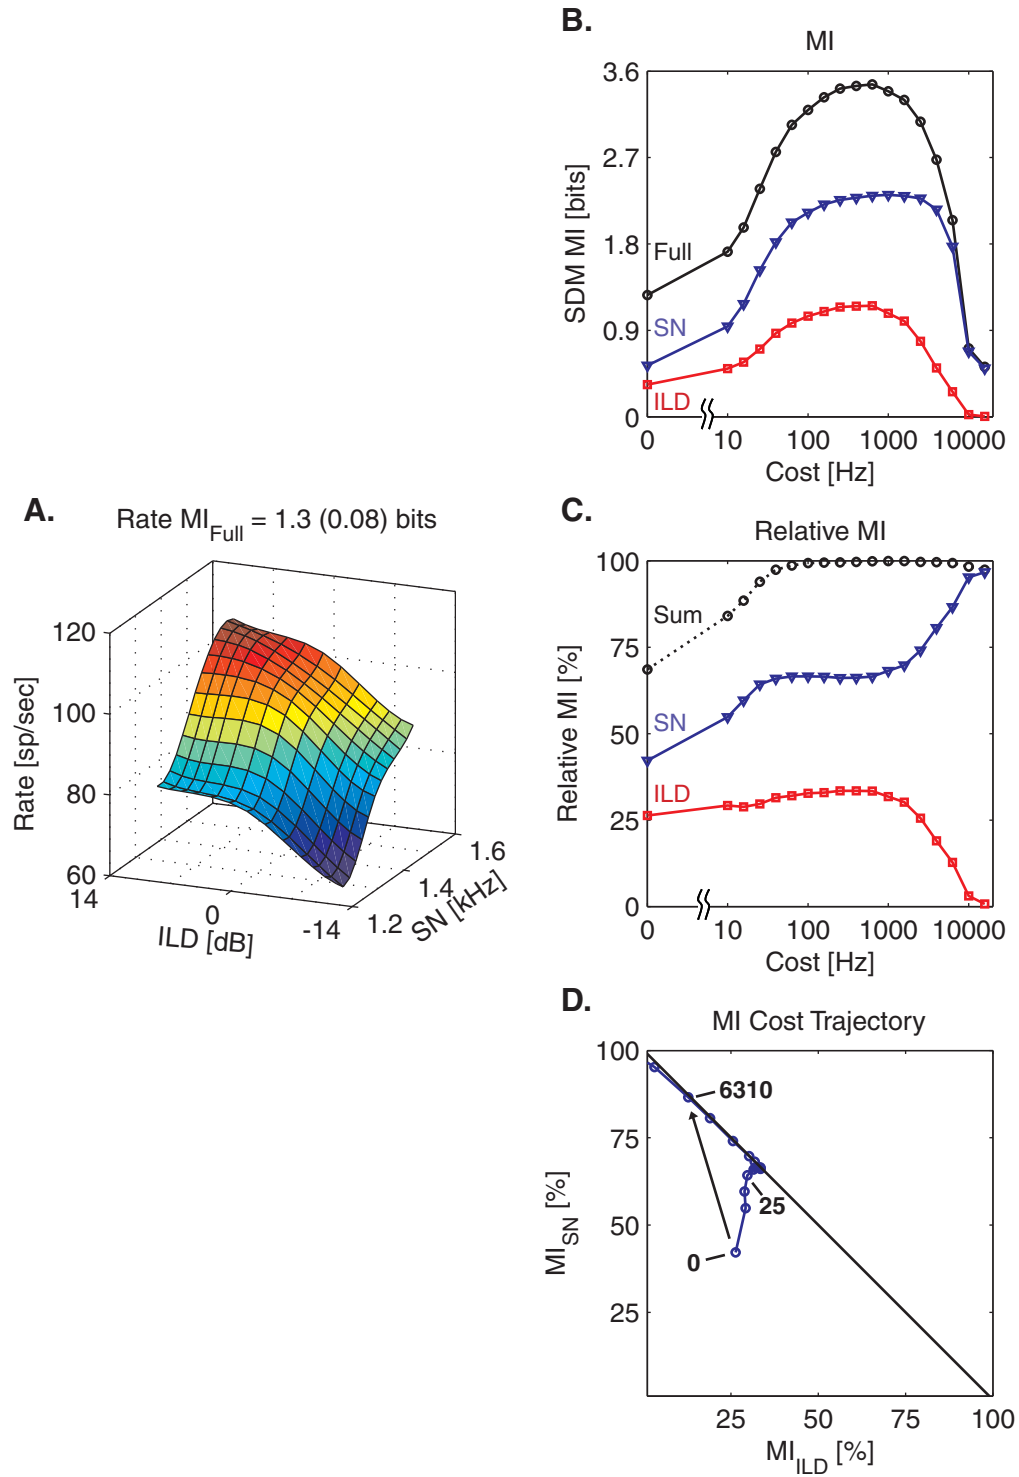 B.
MI
3.6
2.7
1.8
0.9
0
SDM MI [bits]
Full
SN
ILD
0 10 100 1000 10000
Cost [Hz]
A.
Rate MI_Full = 1.3 (0.08) bits
120
100
80
60
Rate [sp/sec]
14 0 -14
ILD [dB]
1.2 1.4 1.6
SN [kHz]
C.
Relative MI
100
75
50
25
0
Relative MI [%]
Sum
SN
ILD
0 10 100 1000 10000
Cost [Hz]
D.
MI Cost Trajectory
100
75
50
25
MI_SN [%]
6310
25
0
25 50 75 100
MI_ILD [%]